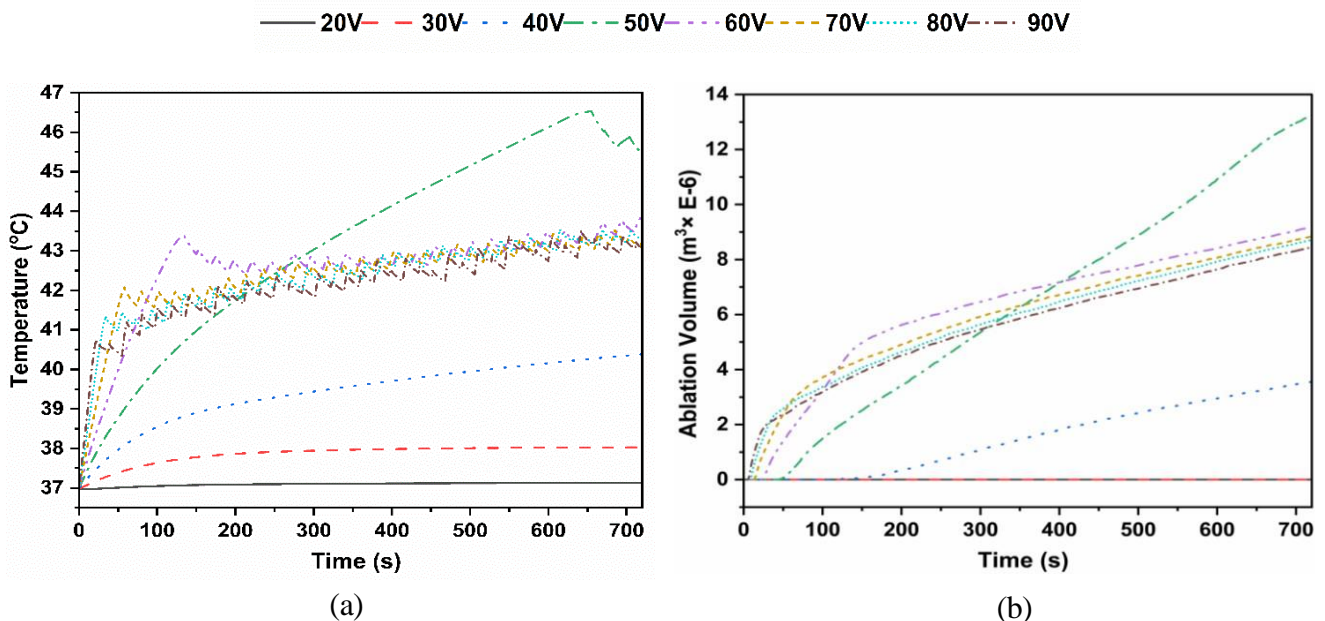 20V 30V 40V 50V 60V 70V 80V 90V
47
46
45
44
43
42
41
40
39
38
37
Temperature (°C)
0 100 200 300 400 500 600 700
Time (s)
(a)
14
12
10
8
6
4
2
0
Ablation Volume (m³× E-6)
0 100 200 300 400 500 600 700
Time (s)
(b)